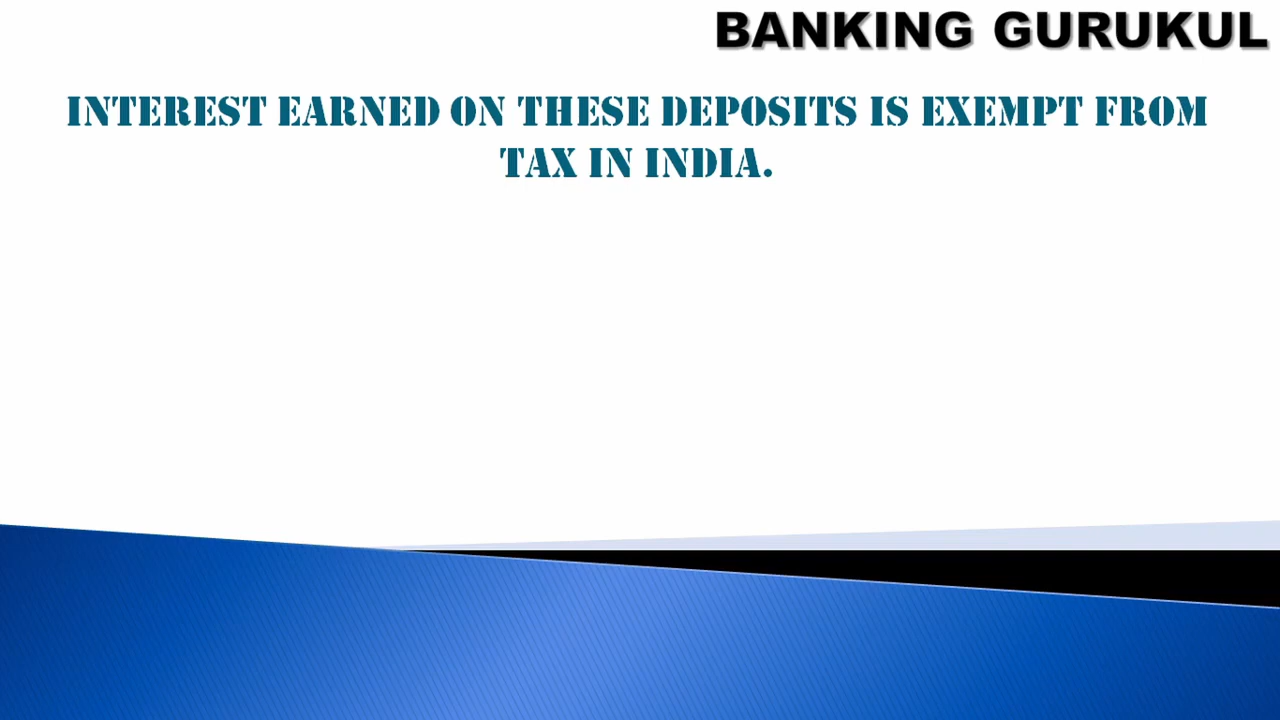 BANKING GURUKUL
INTEREST EARNED ON THESE DEPOSITS IS EXEMPT FROM
TAX IN INDIA.